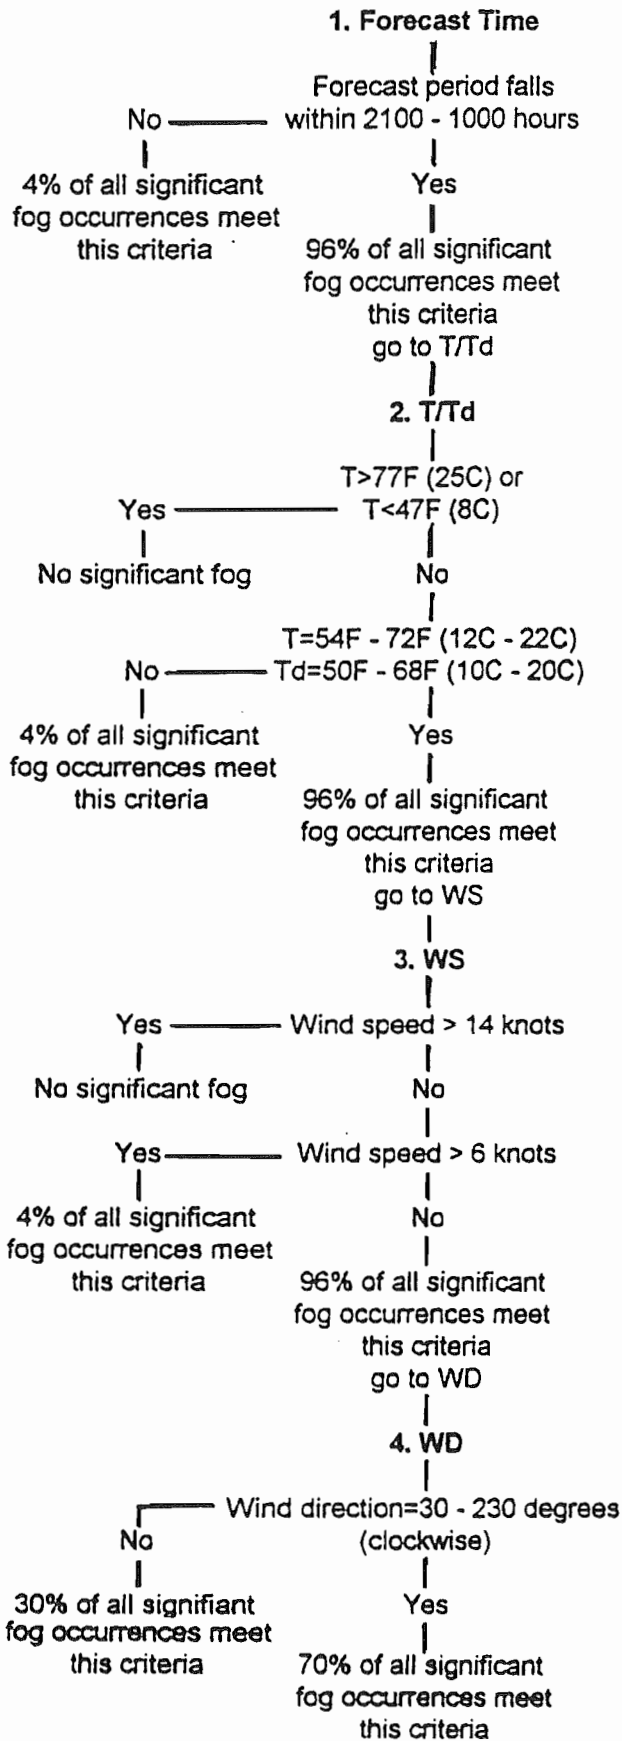 1. Forecast Time
Forecast period falls
within 2100 - 1000 hours
No
4% of all significant
fog occurrences meet
this criteria
Yes
96% of all significant
fog occurrences meet
this criteria
go to T/Td
2. T/Td
T>77F (25C) or
T<47F (8C)
Yes
No significant fog
No
T=54F - 72F (12C - 22C)
Td=50F - 68F (10C - 20C)
No
4% of all significant
fog occurrences meet
this criteria
Yes
96% of all significant
fog occurrences meet
this criteria
go to WS
3. WS
Wind speed > 14 knots
Yes
No significant fog
No
Wind speed > 6 knots
Yes
4% of all significant
fog occurrences meet
this criteria
No
96% of all significant
fog occurrences meet
this criteria
go to WD
4. WD
Wind direction=30 - 230 degrees
(clockwise)
No
30% of all signifiant
fog occurrences meet
this criteria
Yes
70% of all significant
fog occurrences meet
this criteria